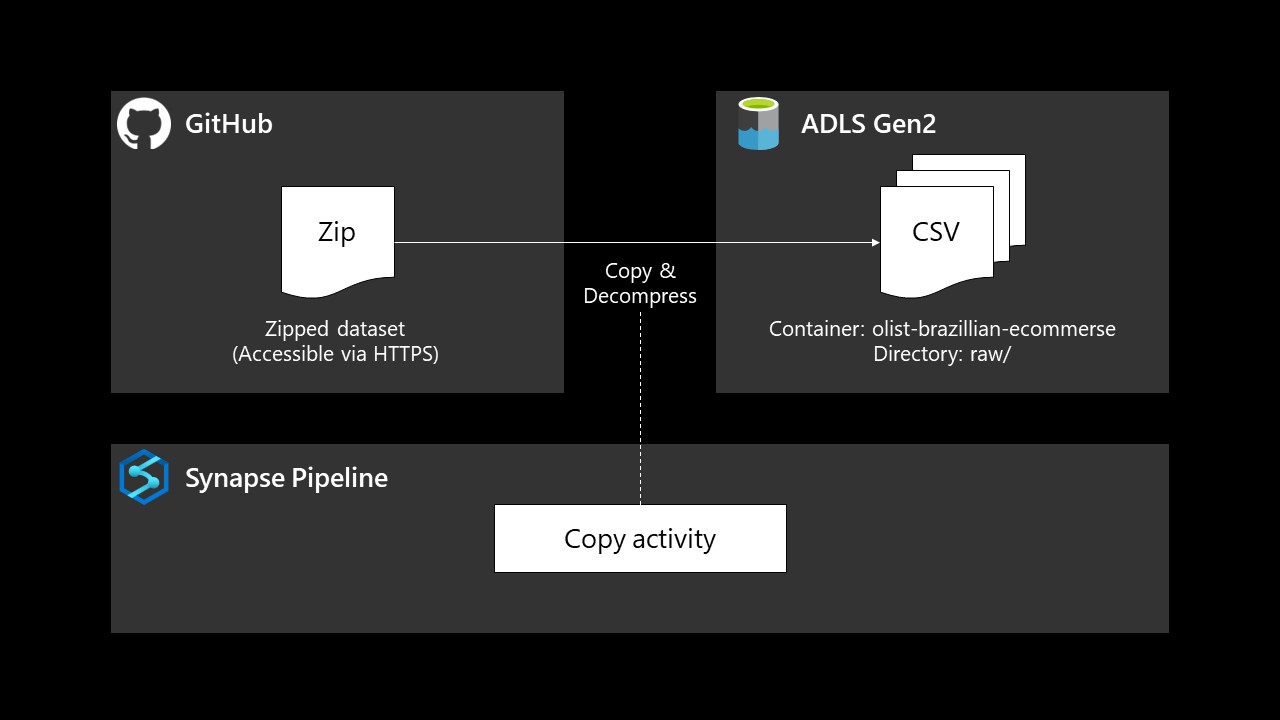 GitHub
Zip
Zipped dataset
(Accessible via HTTPS)
Copy &
Decompress
ADLS Gen2
CSV
Container: olist-brazillian-ecommerse
Directory: raw/
Synapse Pipeline
Copy activity